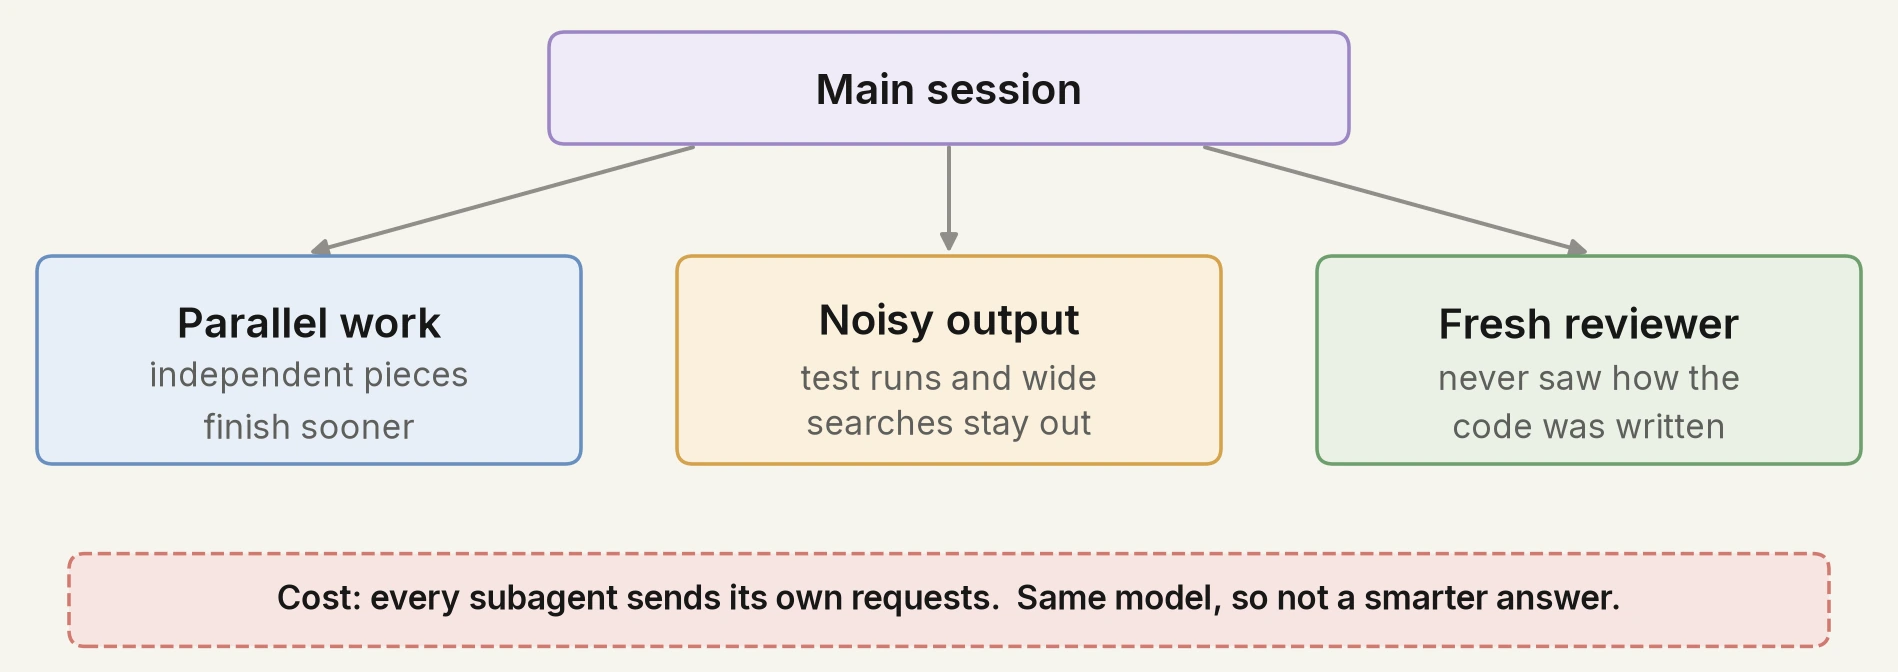 Main session
Parallel work
independent pieces
finish sooner
Noisy output
test runs and wide
searches stay out
Fresh reviewer
never saw how the
code was written
Cost: every subagent sends its own requests.  Same model, so not a smarter answer.